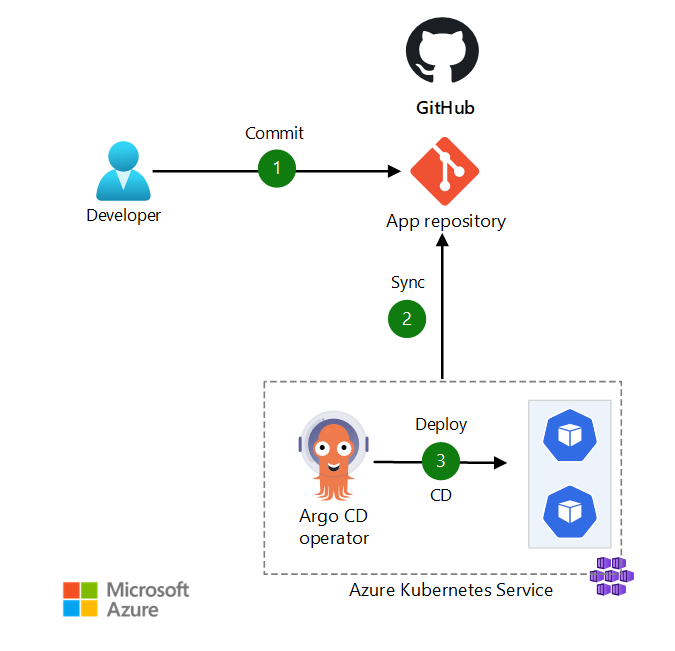 GitHub
Commit
1
Developer
App repository
Sync
2
Deploy
3
CD
Argo CD
operator
Azure Kubernetes Service
Microsoft
Azure